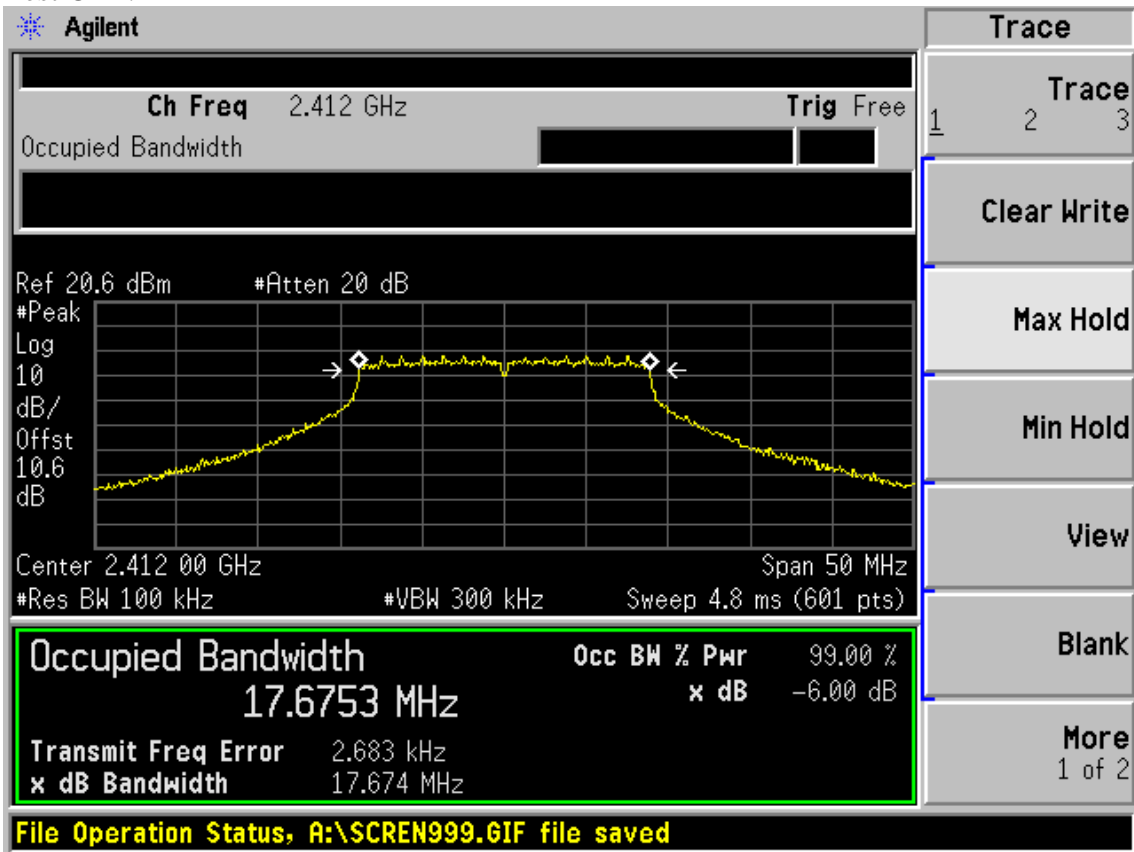 Agilent
Trace
Ch Freq 2.412 GHz Trig Free
Occupied Bandwidth
Trace
1 2 3
Clear Write
Max Hold
Min Hold
View
Blank
More
1 of 2
Ref 20.6 dBm #Atten 20 dB
#Peak
Log
10
dB/
Offst
10.6
dB
Center 2.412 00 GHz Span 50 MHz
#Res BW 100 kHz #VBW 300 kHz Sweep 4.8 ms (601 pts)
Occupied Bandwidth Occ BW % Pwr 99.00 %
17.6753 MHz x dB -6.00 dB
Transmit Freq Error 2.683 kHz
x dB Bandwidth 17.674 MHz
File Operation Status, A:\SCREN999.GIF file saved